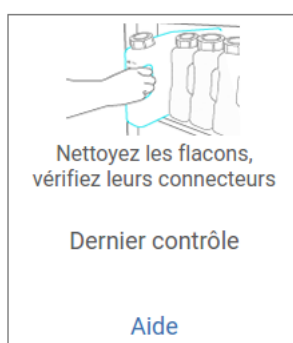 Nettoyez les flacons,
vérifiez leurs connecteurs
Dernier contrôle
Aide